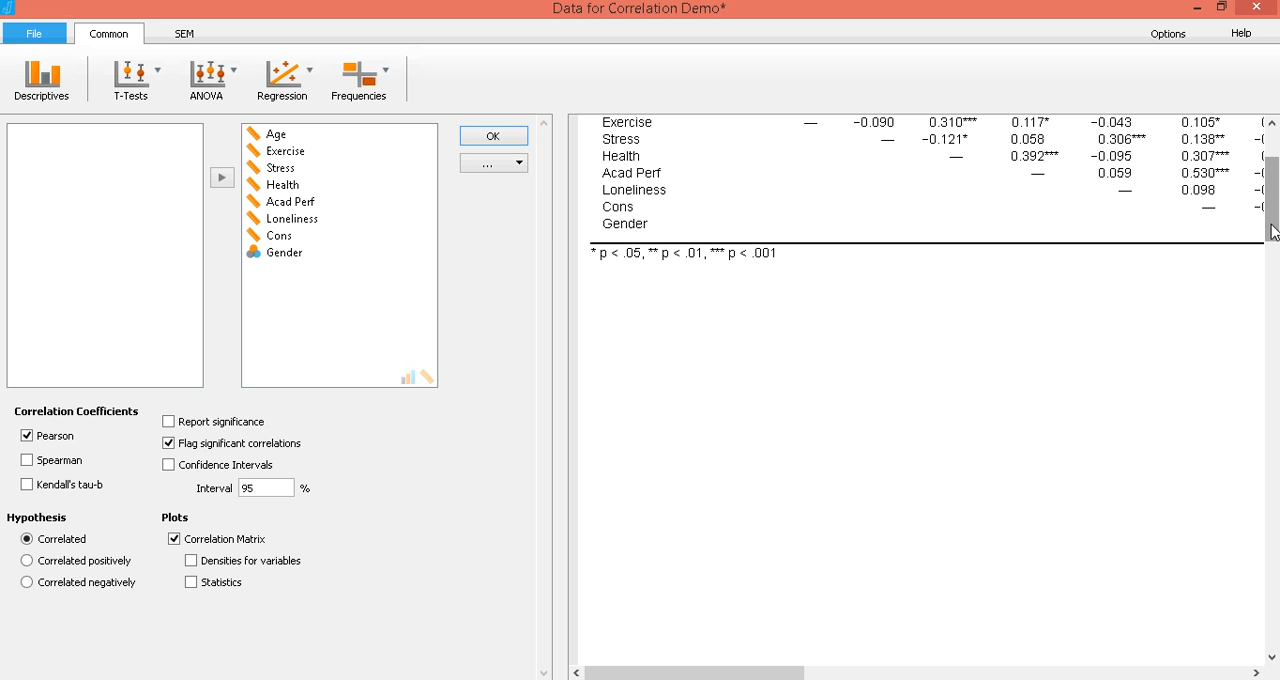 Data for Correlation Demo*
File Common SEM Options Help
Descriptives T-Tests ANOVA Regression Frequencies
Age
Exercise
Stress
Health
Acad Perf
Loneliness
Cons
Gender
OK
...
Correlation Coefficients
Pearson
Spearman
Kendall's tau-b
Report significance
Flag significant correlations
Confidence Intervals
Interval 95 %
Hypothesis
Correlated
Correlated positively
Correlated negatively
Plots
Correlation Matrix
Densities for variables
Statistics
Exercise — -0.090 0.310*** 0.117* -0.043 0.105*
Stress — -0.121* 0.058 0.306*** 0.138**
Health — 0.392*** -0.095 0.307***
Acad Perf — 0.059 0.530***
Loneliness — 0.098
Cons —
Gender
* p < .05, ** p < .01, *** p < .001